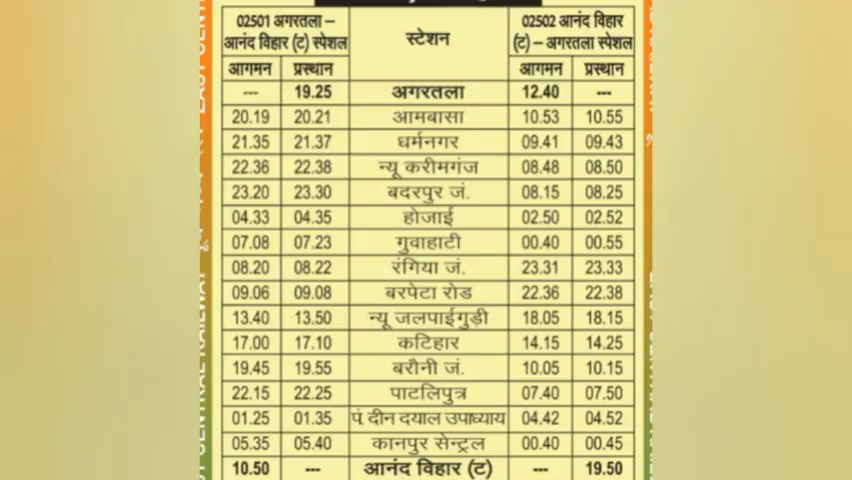 02501 अगरतला – आनंद विहार (ट) स्पेशल स्टेशन 02502 आनंद विहार (ट) – अगरतला स्पेशल
आगमन प्रस्थान आगमन प्रस्थान
--- 19.25 अगरतला 12.40 ---
20.19 20.21 आमबासा 10.53 10.55
21.35 21.37 धर्मनगर 09.41 09.43
22.36 22.38 न्यू करीमगंज 08.48 08.50
23.20 23.30 बदरपुर जं. 08.15 08.25
04.33 04.35 होजाई 02.50 02.52
07.08 07.23 गुवाहाटी 00.40 00.55
08.20 08.22 रंगिया जं. 23.31 23.33
09.06 09.08 बरपेटा रोड 22.36 22.38
13.40 13.50 न्यू जलपाईगुड़ी 18.05 18.15
17.00 17.10 कटिहार 14.15 14.25
19.45 19.55 बरौनी जं. 10.05 10.15
22.15 22.25 पाटलिपुत्र 07.40 07.50
01.25 01.35 पं. दीन दयाल उपाध्याय 04.42 04.52
05.35 05.40 कानपुर सेन्ट्रल 00.40 00.45
10.50 --- आनंद विहार (ट) --- 19.50
CENTRAL RAILWAY